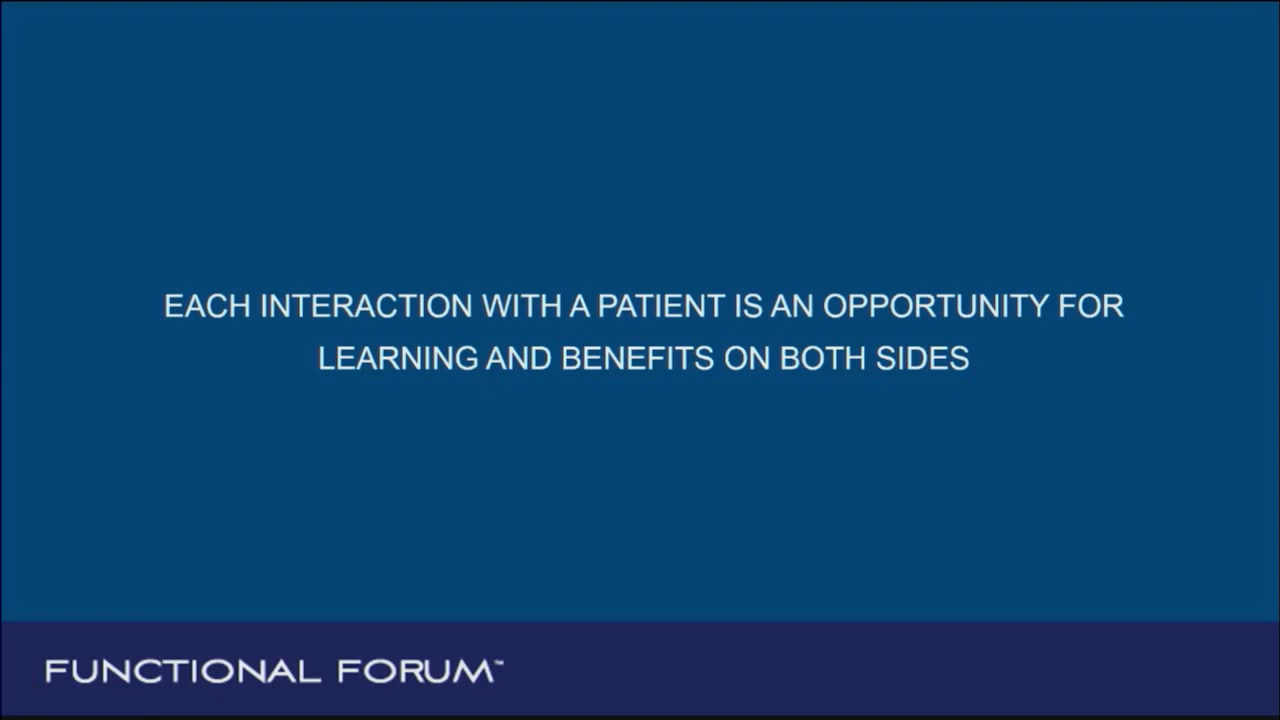 EACH INTERACTION WITH A PATIENT IS AN OPPORTUNITY FOR
LEARNING AND BENEFITS ON BOTH SIDES
FUNCTIONAL FORUM™